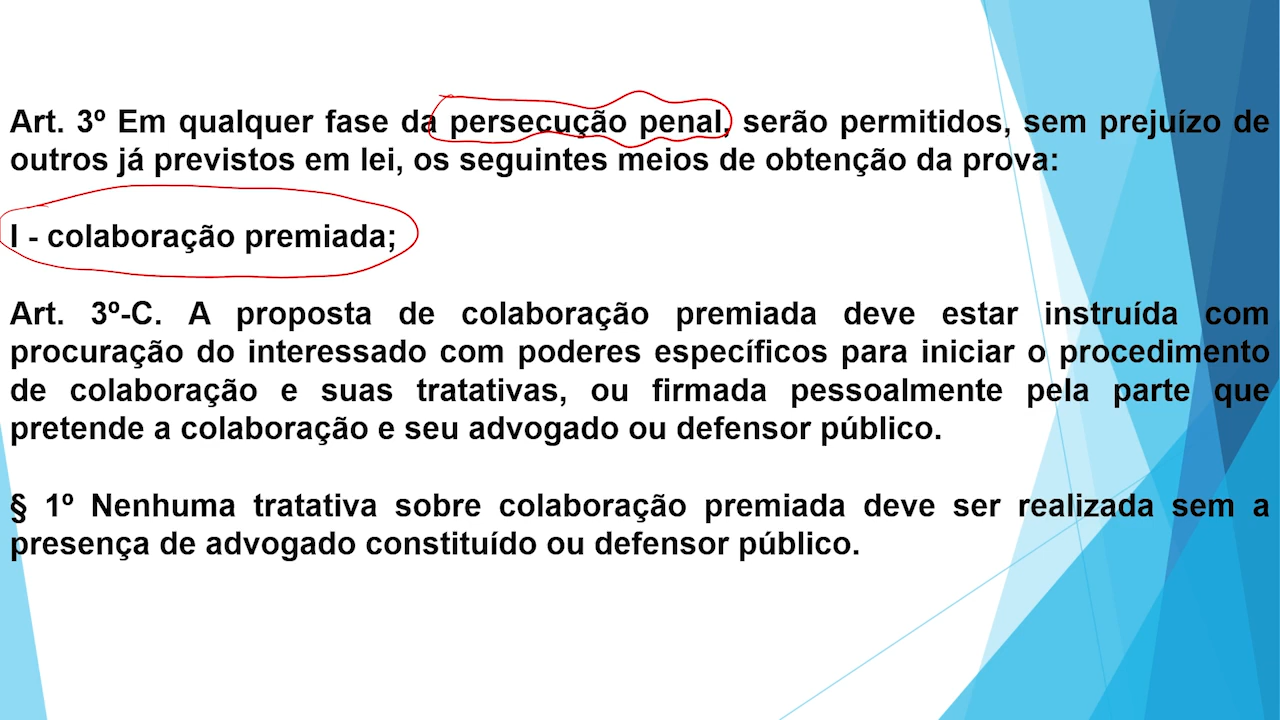 Art. 3º Em qualquer fase da persecução penal, serão permitidos, sem prejuízo de
outros já previstos em lei, os seguintes meios de obtenção da prova:
I - colaboração premiada;
Art. 3º-C. A proposta de colaboração premiada deve estar instruída com
procuração do interessado com poderes específicos para iniciar o procedimento
de colaboração e suas tratativas, ou firmada pessoalmente pela parte que
pretende a colaboração e seu advogado ou defensor público.
§ 1º Nenhuma tratativa sobre colaboração premiada deve ser realizada sem a
presença de advogado constituído ou defensor público.